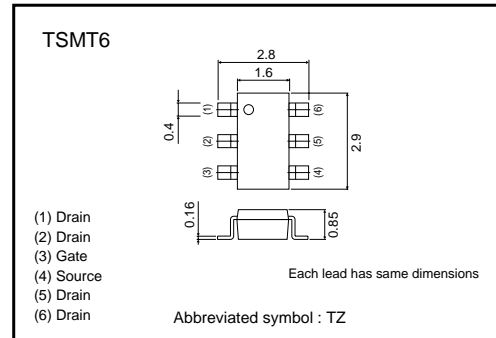 TSMT6
2.8
1.6
(1)
(6)
0.4
(2)
(5)
2.9
(3)
(4)
0.16
0.85
(1) Drain
(2) Drain
(3) Gate
(4) Source
(5) Drain
(6) Drain
Each lead has same dimensions
Abbreviated symbol : TZ